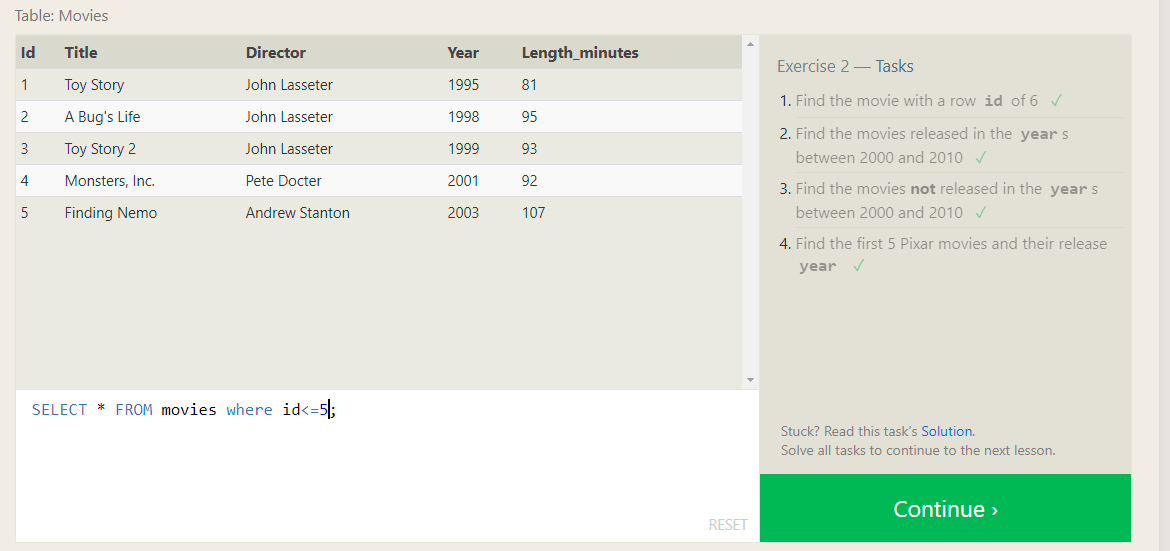 Table: Movies
Id Title Director Year Length_minutes
1 Toy Story John Lasseter 1995 81
2 A Bug's Life John Lasseter 1998 95
3 Toy Story 2 John Lasseter 1999 93
4 Monsters, Inc. Pete Docter 2001 92
5 Finding Nemo Andrew Stanton 2003 107
SELECT * FROM movies where id<=5;
RESET
Exercise 2 — Tasks
1. Find the movie with a row id of 6 ✓
2. Find the movies released in the year s
between 2000 and 2010 ✓
3. Find the movies not released in the year s
between 2000 and 2010 ✓
4. Find the first 5 Pixar movies and their release
year ✓
Stuck? Read this task's Solution.
Solve all tasks to continue to the next lesson.
Continue ›